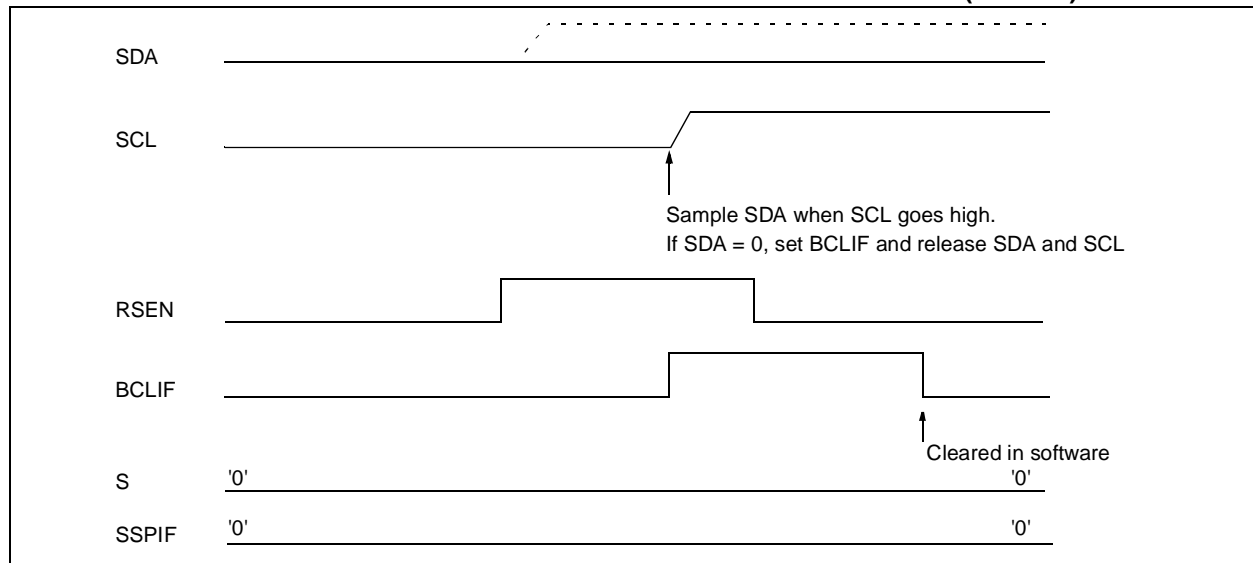 SDA
SCL
Sample SDA when SCL goes high.
If SDA = 0, set BCLIF and release SDA and SCL
RSEN
BCLIF
Cleared in software
S '0' '0'
SSPIF '0' '0'